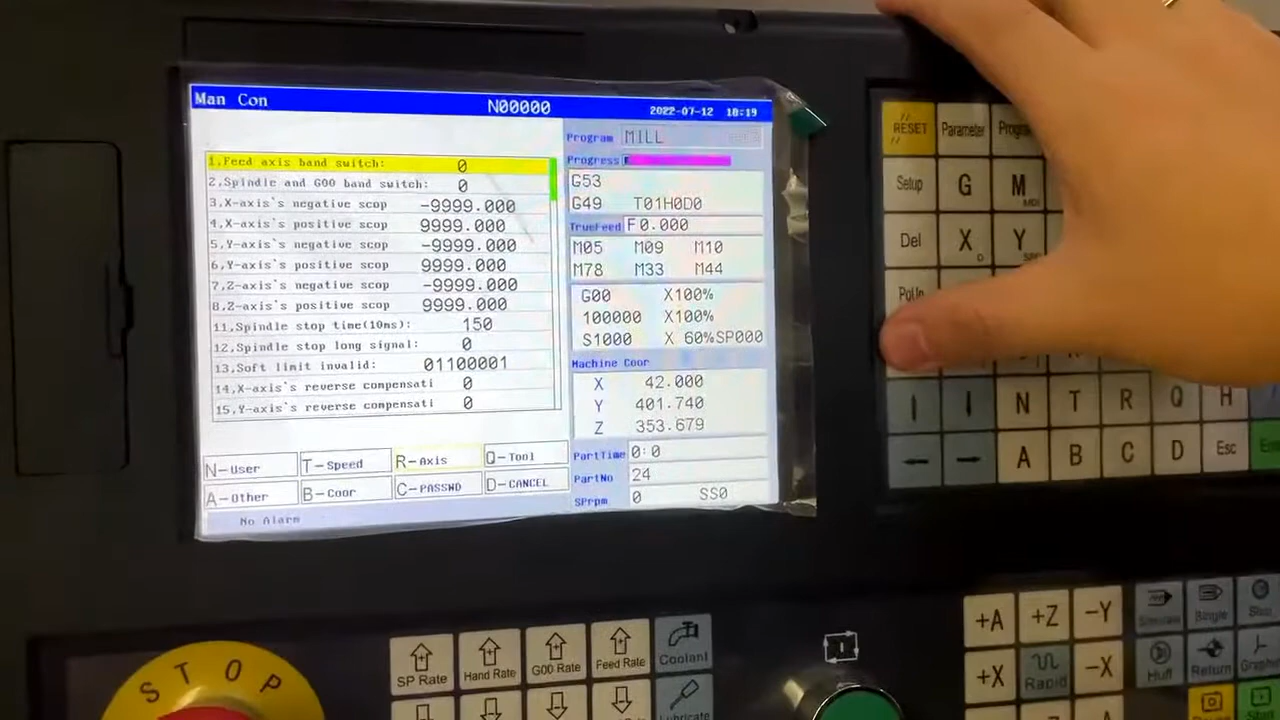 Man Con N00000 2022-07-12 18:19
1,Feed axis band switch: 0
2,Spindle and G00 band switch: 0
3,X-axis`s negative scop -9999.000
4,X-axis`s positive scop 9999.000
5,Y-axis`s negative scop -9999.000
6,Y-axis`s positive scop 9999.000
7,Z-axis`s negative scop -9999.000
8,Z-axis`s positive scop 9999.000
11,Spindle stop time(10ms): 150
12,Spindle stop long signal: 0
13,Soft limit invalid: 01100001
14,X-axis`s reverse compensati 0
15,Y-axis`s reverse compensati 0
N-User T-Speed R-Axis Q-Tool
A-Other B-Coor C-PASSWD D-CANCEL
No Alarm
Program MILL
Progress
G53
G49 T01H0D0
TrueFeed F0.000
M05 M09 M10
M78 M33 M44
G00 X100%
100000 X100%
S1000 X 60%SP000
Machine Coor
X 42.000
Y 401.740
Z 353.679
PartTime 0:0
PartNo 24
SPrpm 0 SS0
// RESET // Parameter
Setup G M MDI
Del X D Y
PgUp
N T R Q H
A B C D Esc
STOP
SP Rate Hand Rate G00 Rate Feed Rate Coolant
Lubricate
+A +Z -Y Single
+X Rapid -X Huff Return